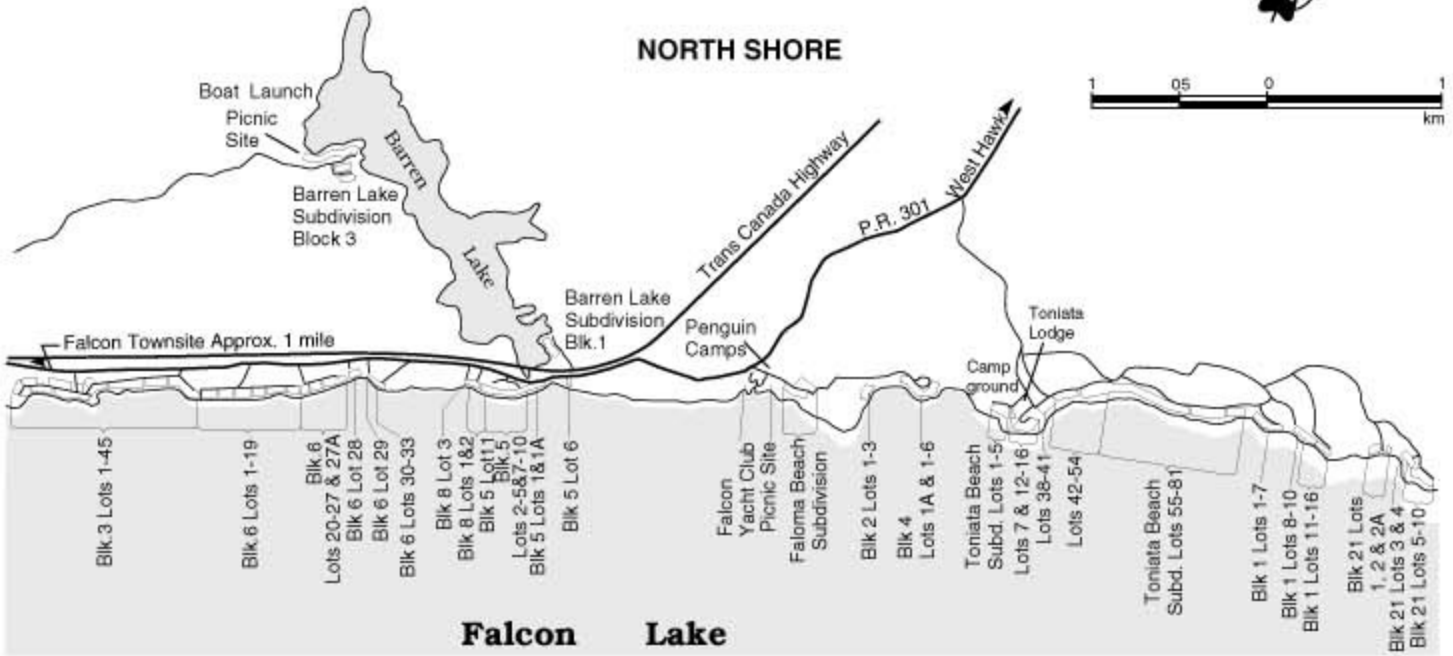 NORTH SHORE
1 05 0 1
km
Boat Launch
Picnic
Site
Barren
Lake
Barren Lake
Subdivision
Block 3
Trans Canada Highway
P.R. 301
West Hawk
Barren Lake
Subdivision
Blk.1
Penguin
Camps
Toniata
Lodge
Camp
ground
Falcon Townsite Approx. 1 mile
Blk.3 Lots 1-45
Blk.6 Lots 1-19
Blk.6
Lots 20-27 & 27A
Blk 6 Lot 28
Blk 6 Lot 29
Blk 6 Lots 30-33
Blk 8 Lot 3
Blk 8 Lots 1&2
Blk 5 Lot11
Blk.5
Lots 2-5&7-10
Blk 5 Lots 1&1A
Blk 5 Lot 6
Falcon
Yacht Club
Picnic Site
Faloma Beach
Subdivision
Blk 2 Lots 1-3
Blk 4
Lots 1A & 1-6
Toniata Beach
Subd. Lots 1-5
Lots 7 & 12-16
Lots 38-41
Lots 42-54
Toniata Beach
Subd. Lots 55-81
Blk 1 Lots 1-7
Blk 1 Lots 8-10
Blk 1 Lots 11-16
Blk 21 Lots
1, 2 & 2A
Blk 21 Lots 3 & 4
Blk 21 Lots 5-10
Falcon Lake